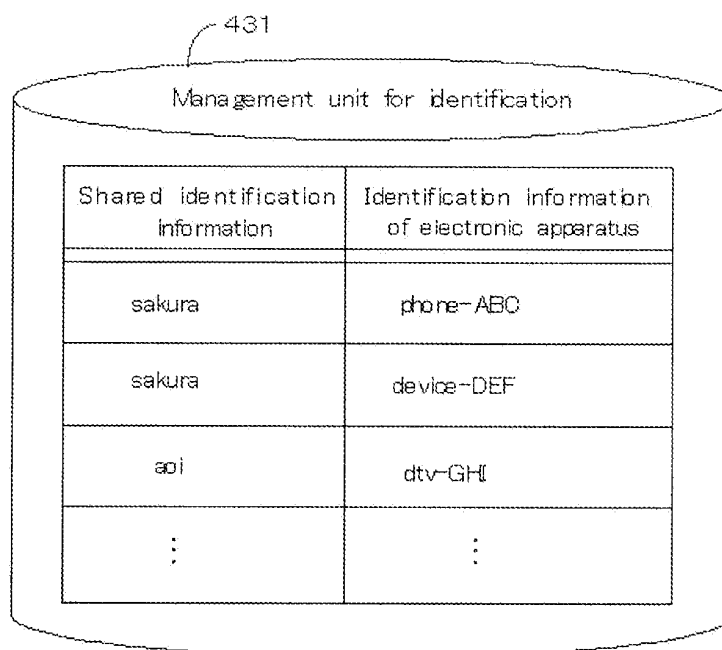 431
Management unit for identification
Shared identification information
Identification information of electronic apparatus
sakura phone-ABC
sakura device-DEF
aoi dtv-GHI
⋮ ⋮